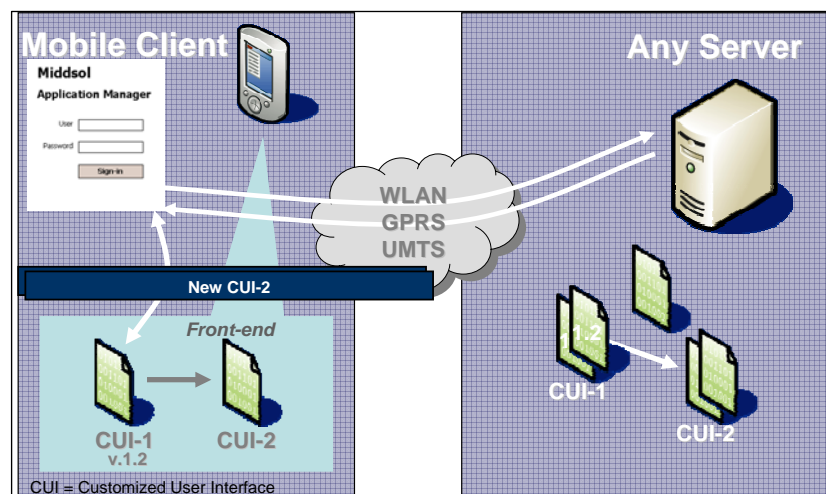 Mobile Client
Any Server
Middsol
Application Manager
User
Password
Sign-in
WLAN
GPRS
UMTS
New CUI-2
Front-end
CUI-1
v.1.2
CUI-2
1.2
CUI-1
CUI-2
CUI = Customized User Interface